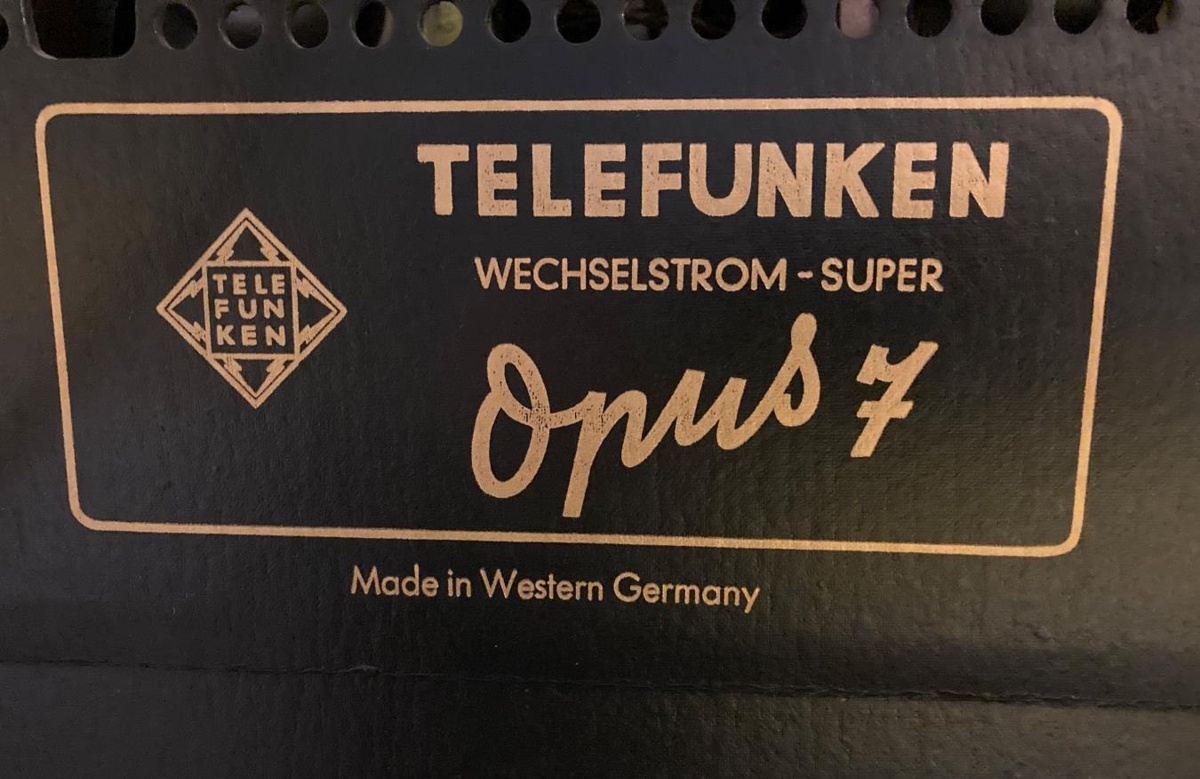 TELEFUNKEN
WECHSELSTROM - SUPER
Opus 7
TELE
FUN
KEN
Made in Western Germany